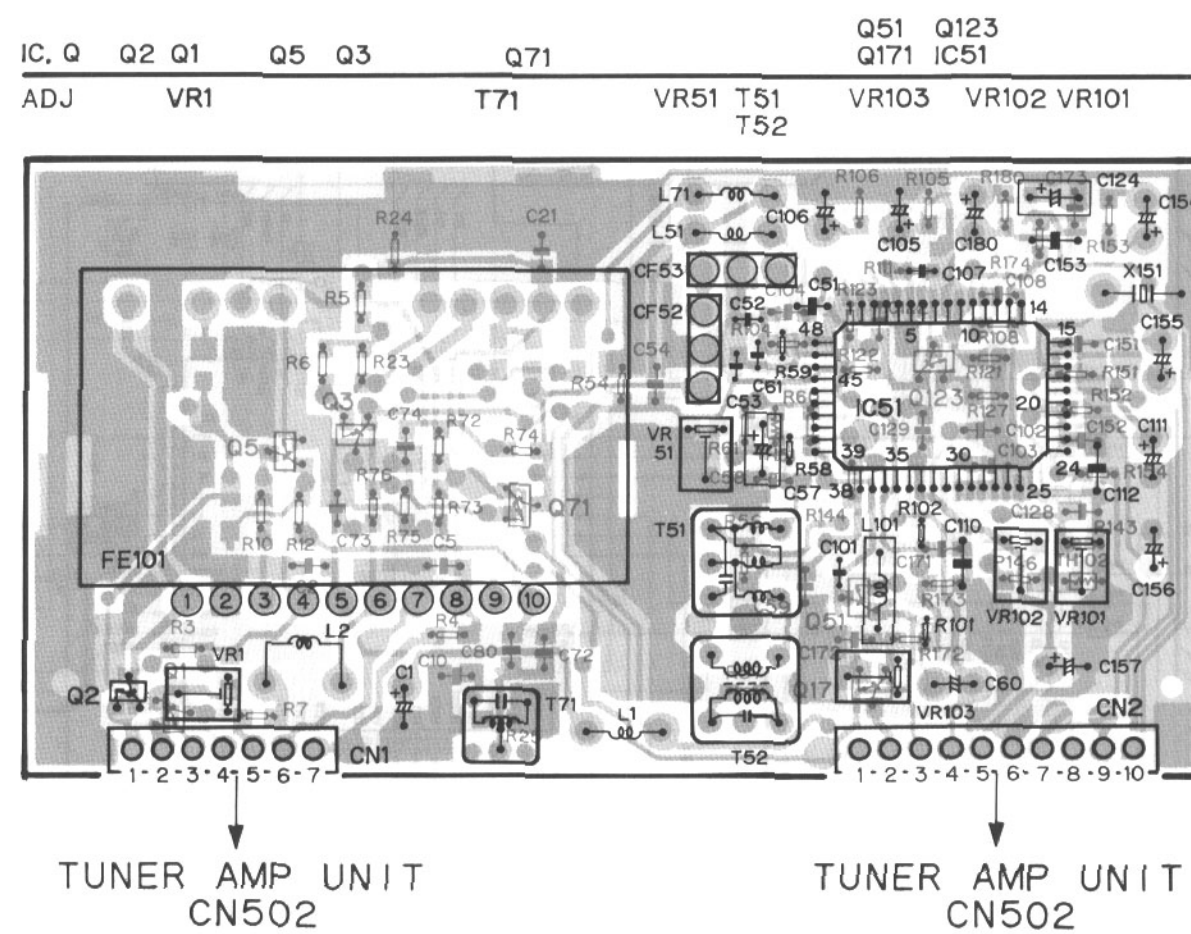 Q51 Q123
IC, Q Q2 Q1 Q5 Q3 Q71 Q171 IC51
ADJ VR1 T71 VR51 T51 VR103 VR102 VR101
T52
L71 C106 R106 R105 R180 C173 C124 C154
R24 C21 L51 C105 C180 C153 R153
CF53 R111 C107 R174 C108 X151
R5 CF52 C52 C104 C51 R123 14
R104 48 5 10 15 C155
R6 R23 C54 R59 R122 R108 C151
R54 C61 45 R121 R151
Q3 C53 R6 IC51 Q123 20 R152
C74 R72 R127
Q5 R74 VR R61 C129 C102 C152 C111
51 R58 39 35 30 C103 24 R154
R76 C58 38 25
R73 Q71 C57 R102 C110 C112
R10 R12 C73 R75 C5 T51 R56 R144 L101 C128 R143
FE101 C101 C171 P146 TH102 C156
1 2 3 4 5 6 7 8 9 10 Q51 R173 VR102 VR101
R3 L2 R4 R101
VR1 C80 C72 C172 R172
Q2 Q1 C10 C1 Q17 C157
R7 T71 L1 C60
VR103 CN2
CN1 T52
1-2-3-4-5-6-7 1-2-3-4-5-6-7-8-9-10
TUNER AMP UNIT TUNER AMP UNIT
CN502 CN502